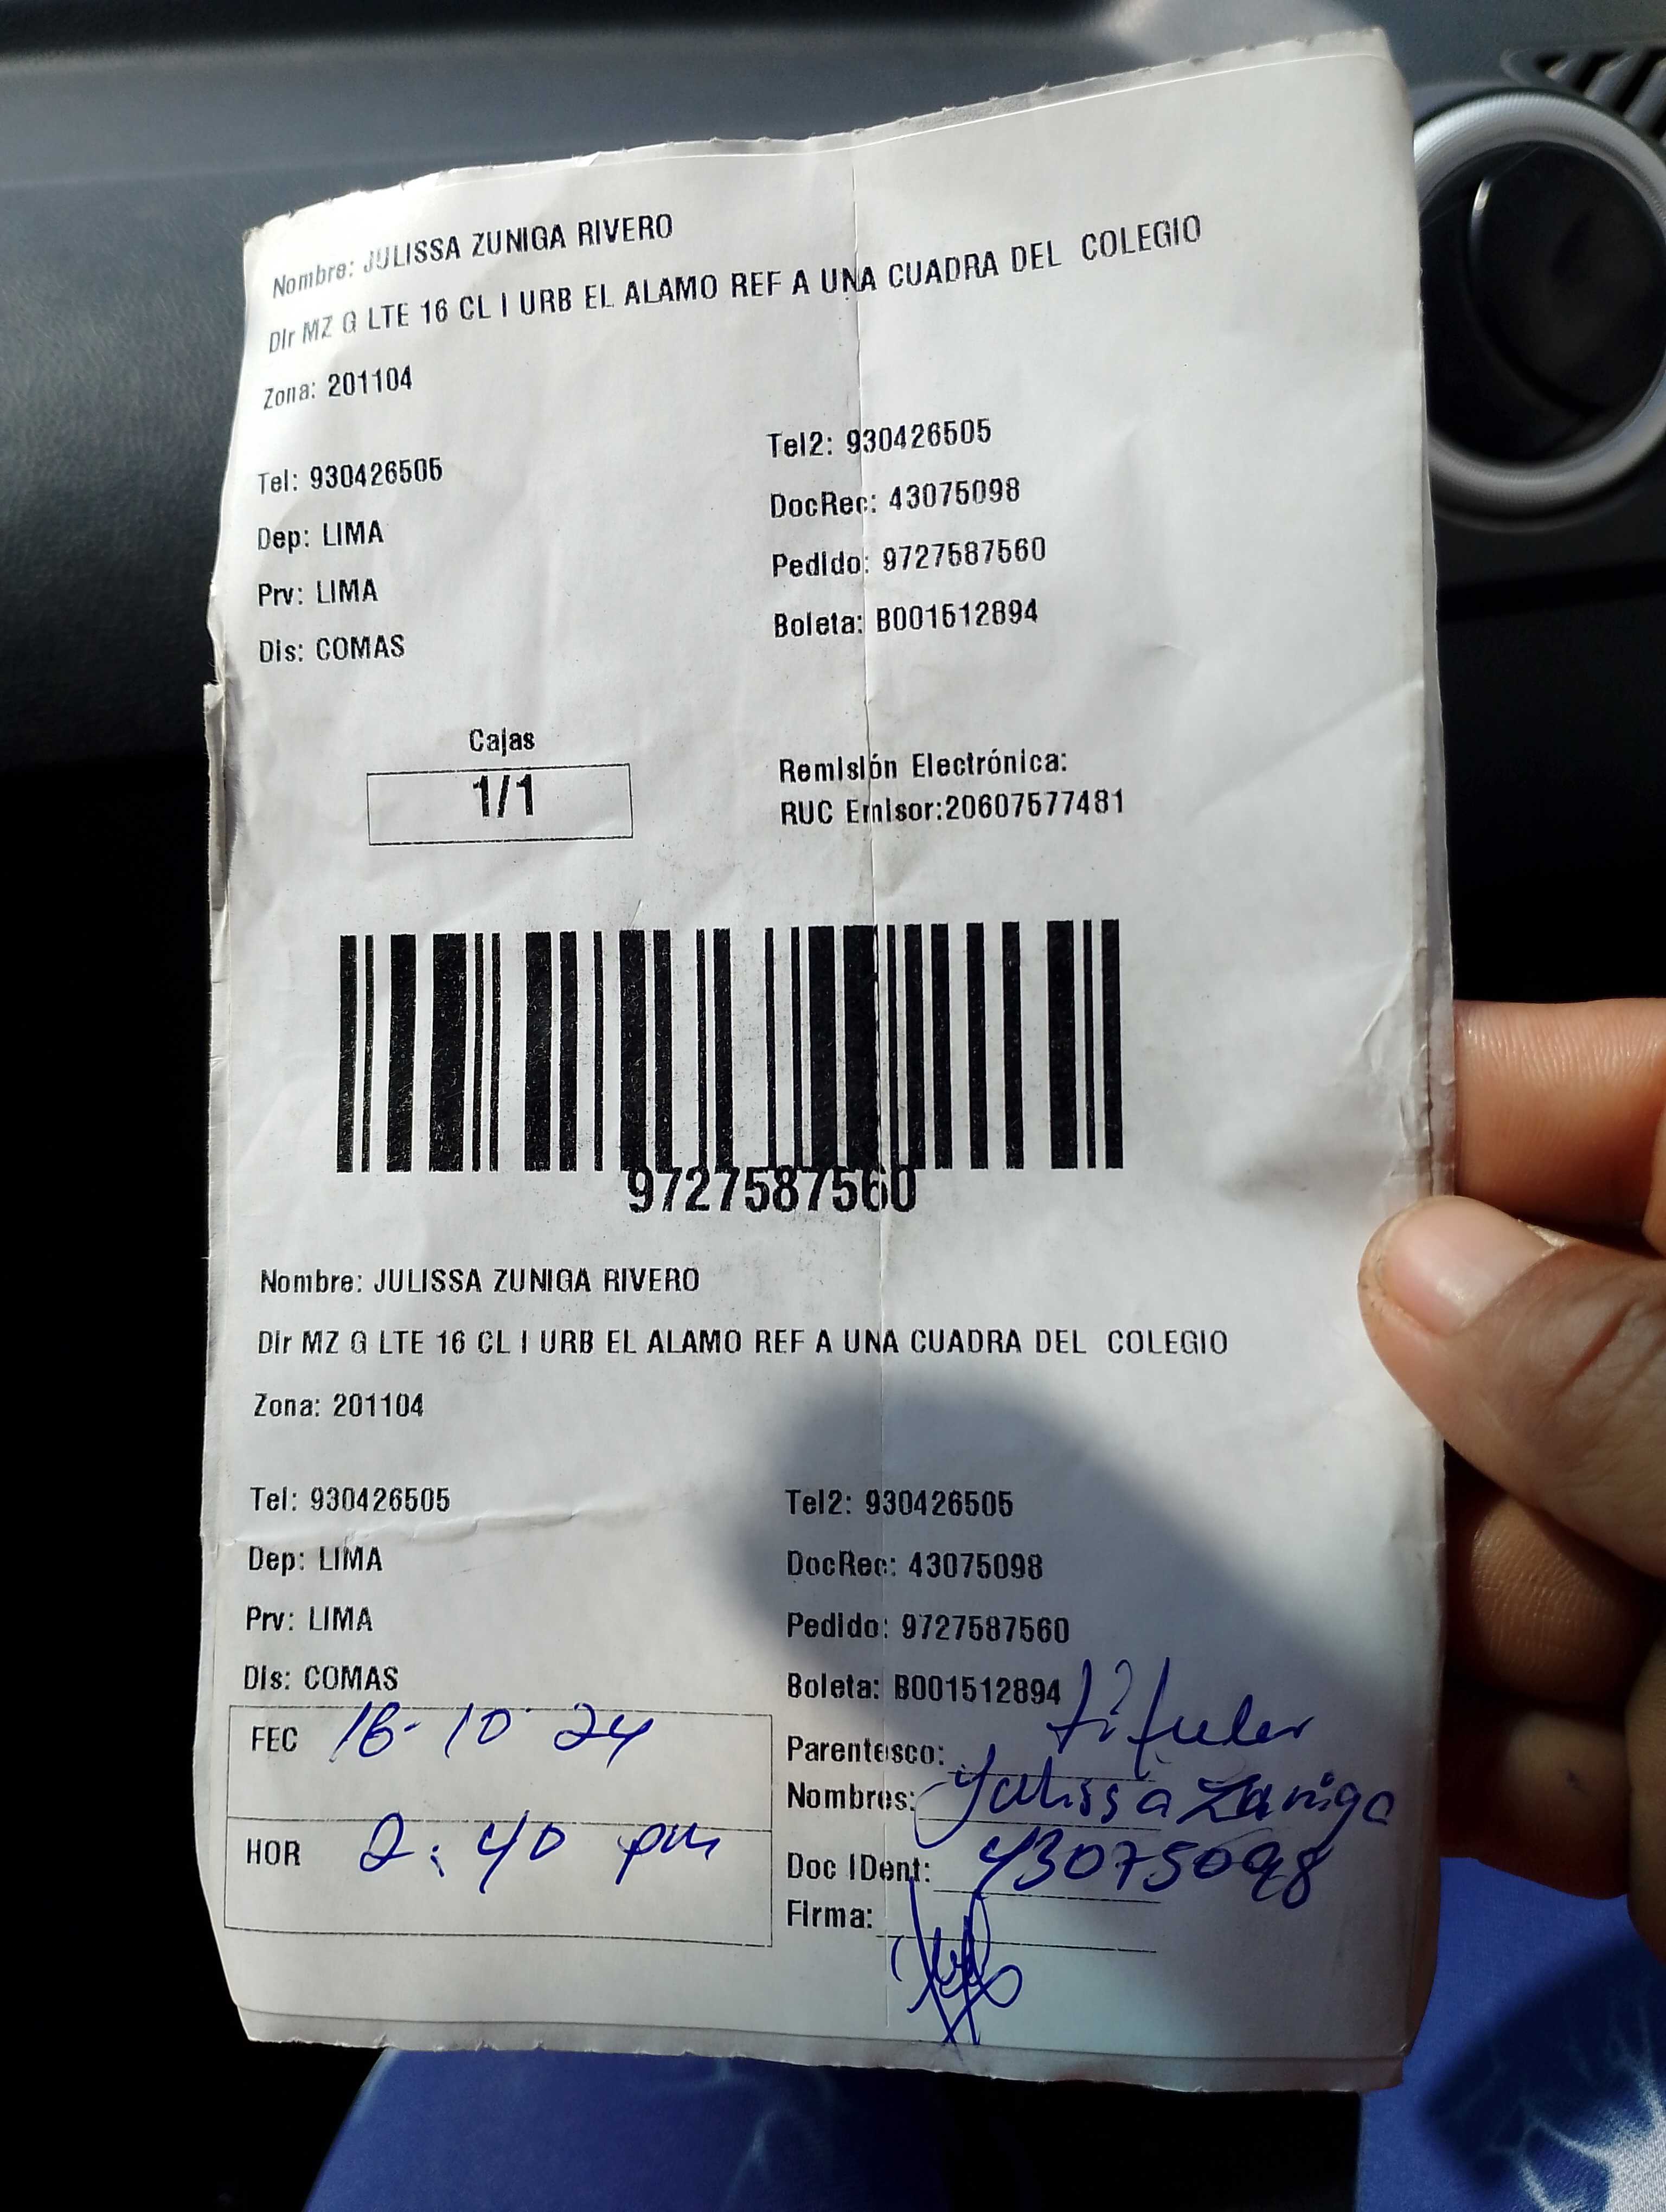 Nombre: JULISSA ZUNIGA RIVERO
Dir MZ G LTE 16 CL I URB EL ALAMO REF A UNA CUADRA DEL COLEGIO
Zona: 201104
Tel: 930426505 Tel2: 930426505
Dep: LIMA DocRec: 43075098
Prv: LIMA Pedido: 9727587560
Dis: COMAS Boleta: B001512894
Cajas
1/1
Remisión Electrónica:
RUC Emisor:20607577481
9727587560
Nombre: JULISSA ZUNIGA RIVERO
Dir MZ G LTE 16 CL I URB EL ALAMO REF A UNA CUADRA DEL COLEGIO
Zona: 201104
Tel: 930426505 Tel2: 930426505
Dep: LIMA DocRec: 43075098
Prv: LIMA Pedido: 9727587560
Dis: COMAS Boleta: B001512894
FEC 16-10-24 Parentesco: titular
Nombres: Julissa Zuniga
HOR 2:40 pm Doc IDent: 43075098
Firma: